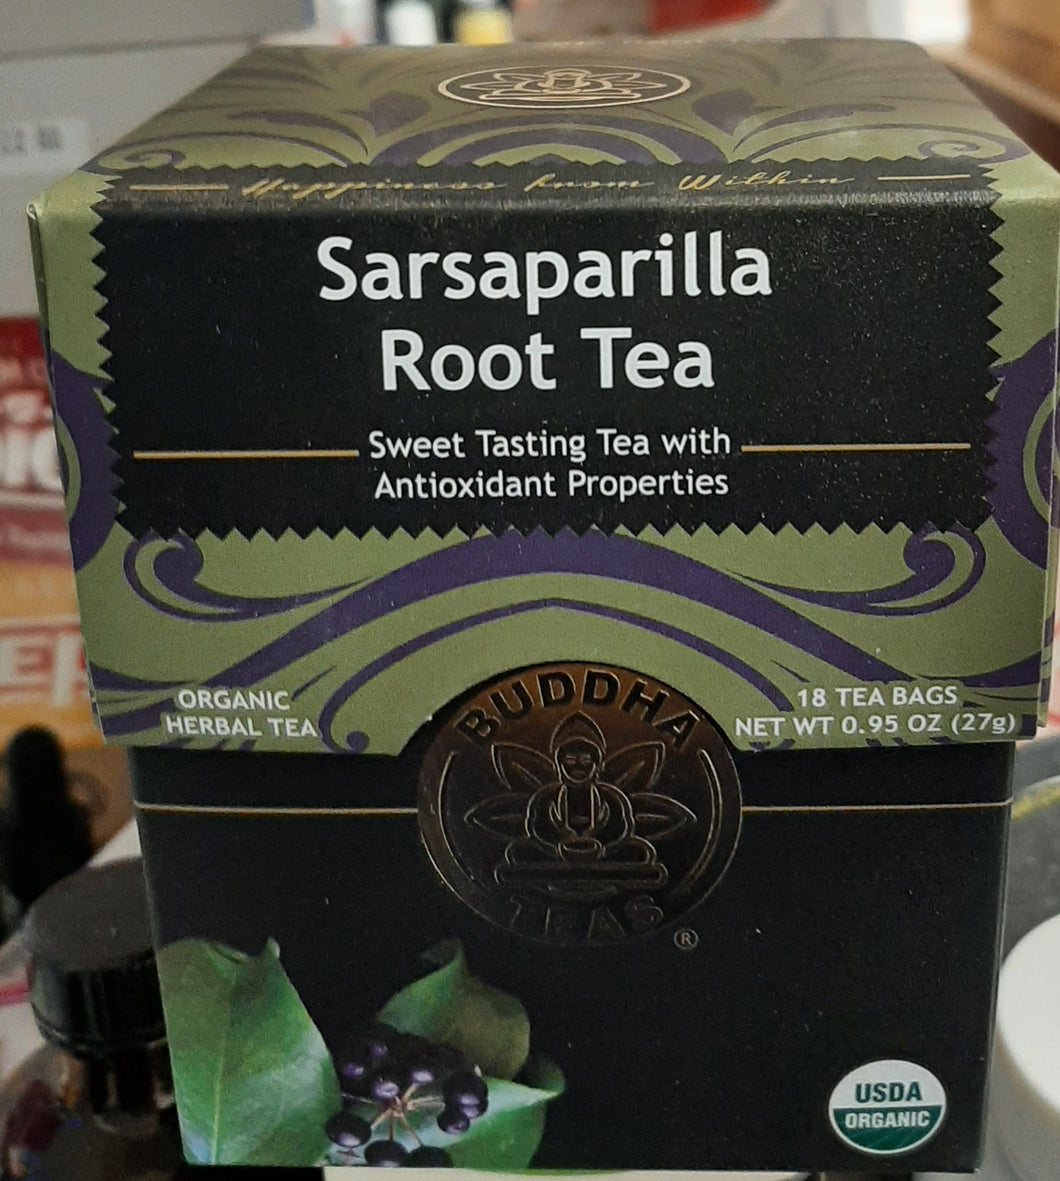 Happiness from Within
Sarsaparilla
Root Tea
Sweet Tasting Tea with
Antioxidant Properties
ORGANIC
HERBAL TEA
18 TEA BAGS
NET WT 0.95 OZ (27g)
BUDDHA
TEAS
®
USDA
ORGANIC